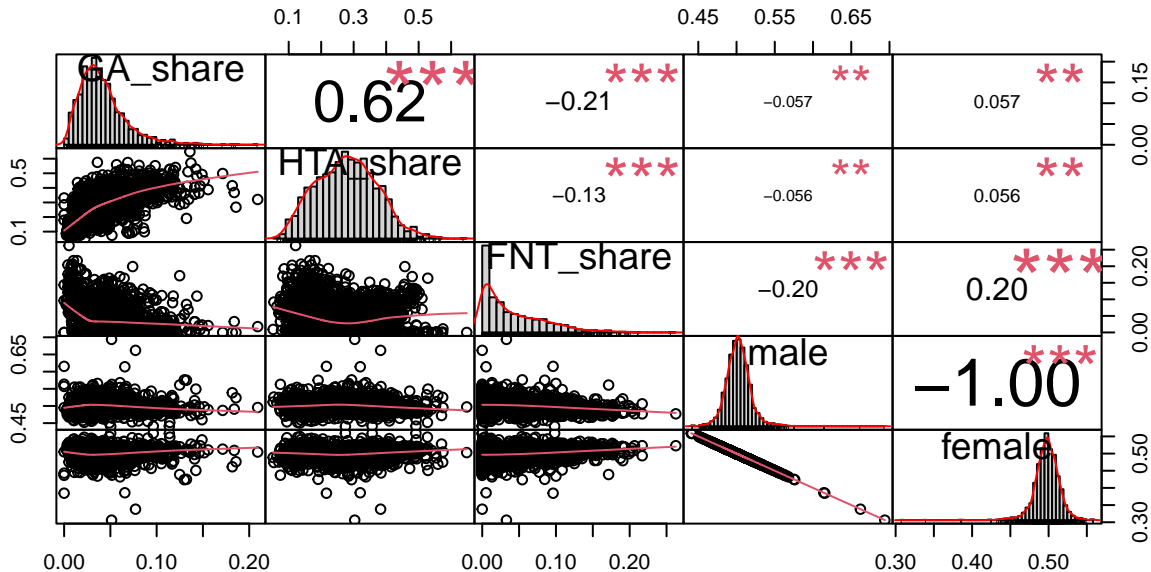 0.1 0.3 0.5 0.45 0.55 0.65
GA_share 0.62 *** −0.21 *** −0.057 ** 0.057 ** 0.00 0.15
0.1 0.5 HTA_share −0.13 *** −0.056 ** 0.056 **
FNT_share −0.20 *** 0.20 *** 0.00 0.20
0.45 0.65 male −1.00 ***
female 0.30 0.50
0.00 0.10 0.20 0.00 0.10 0.20 0.30 0.40 0.50